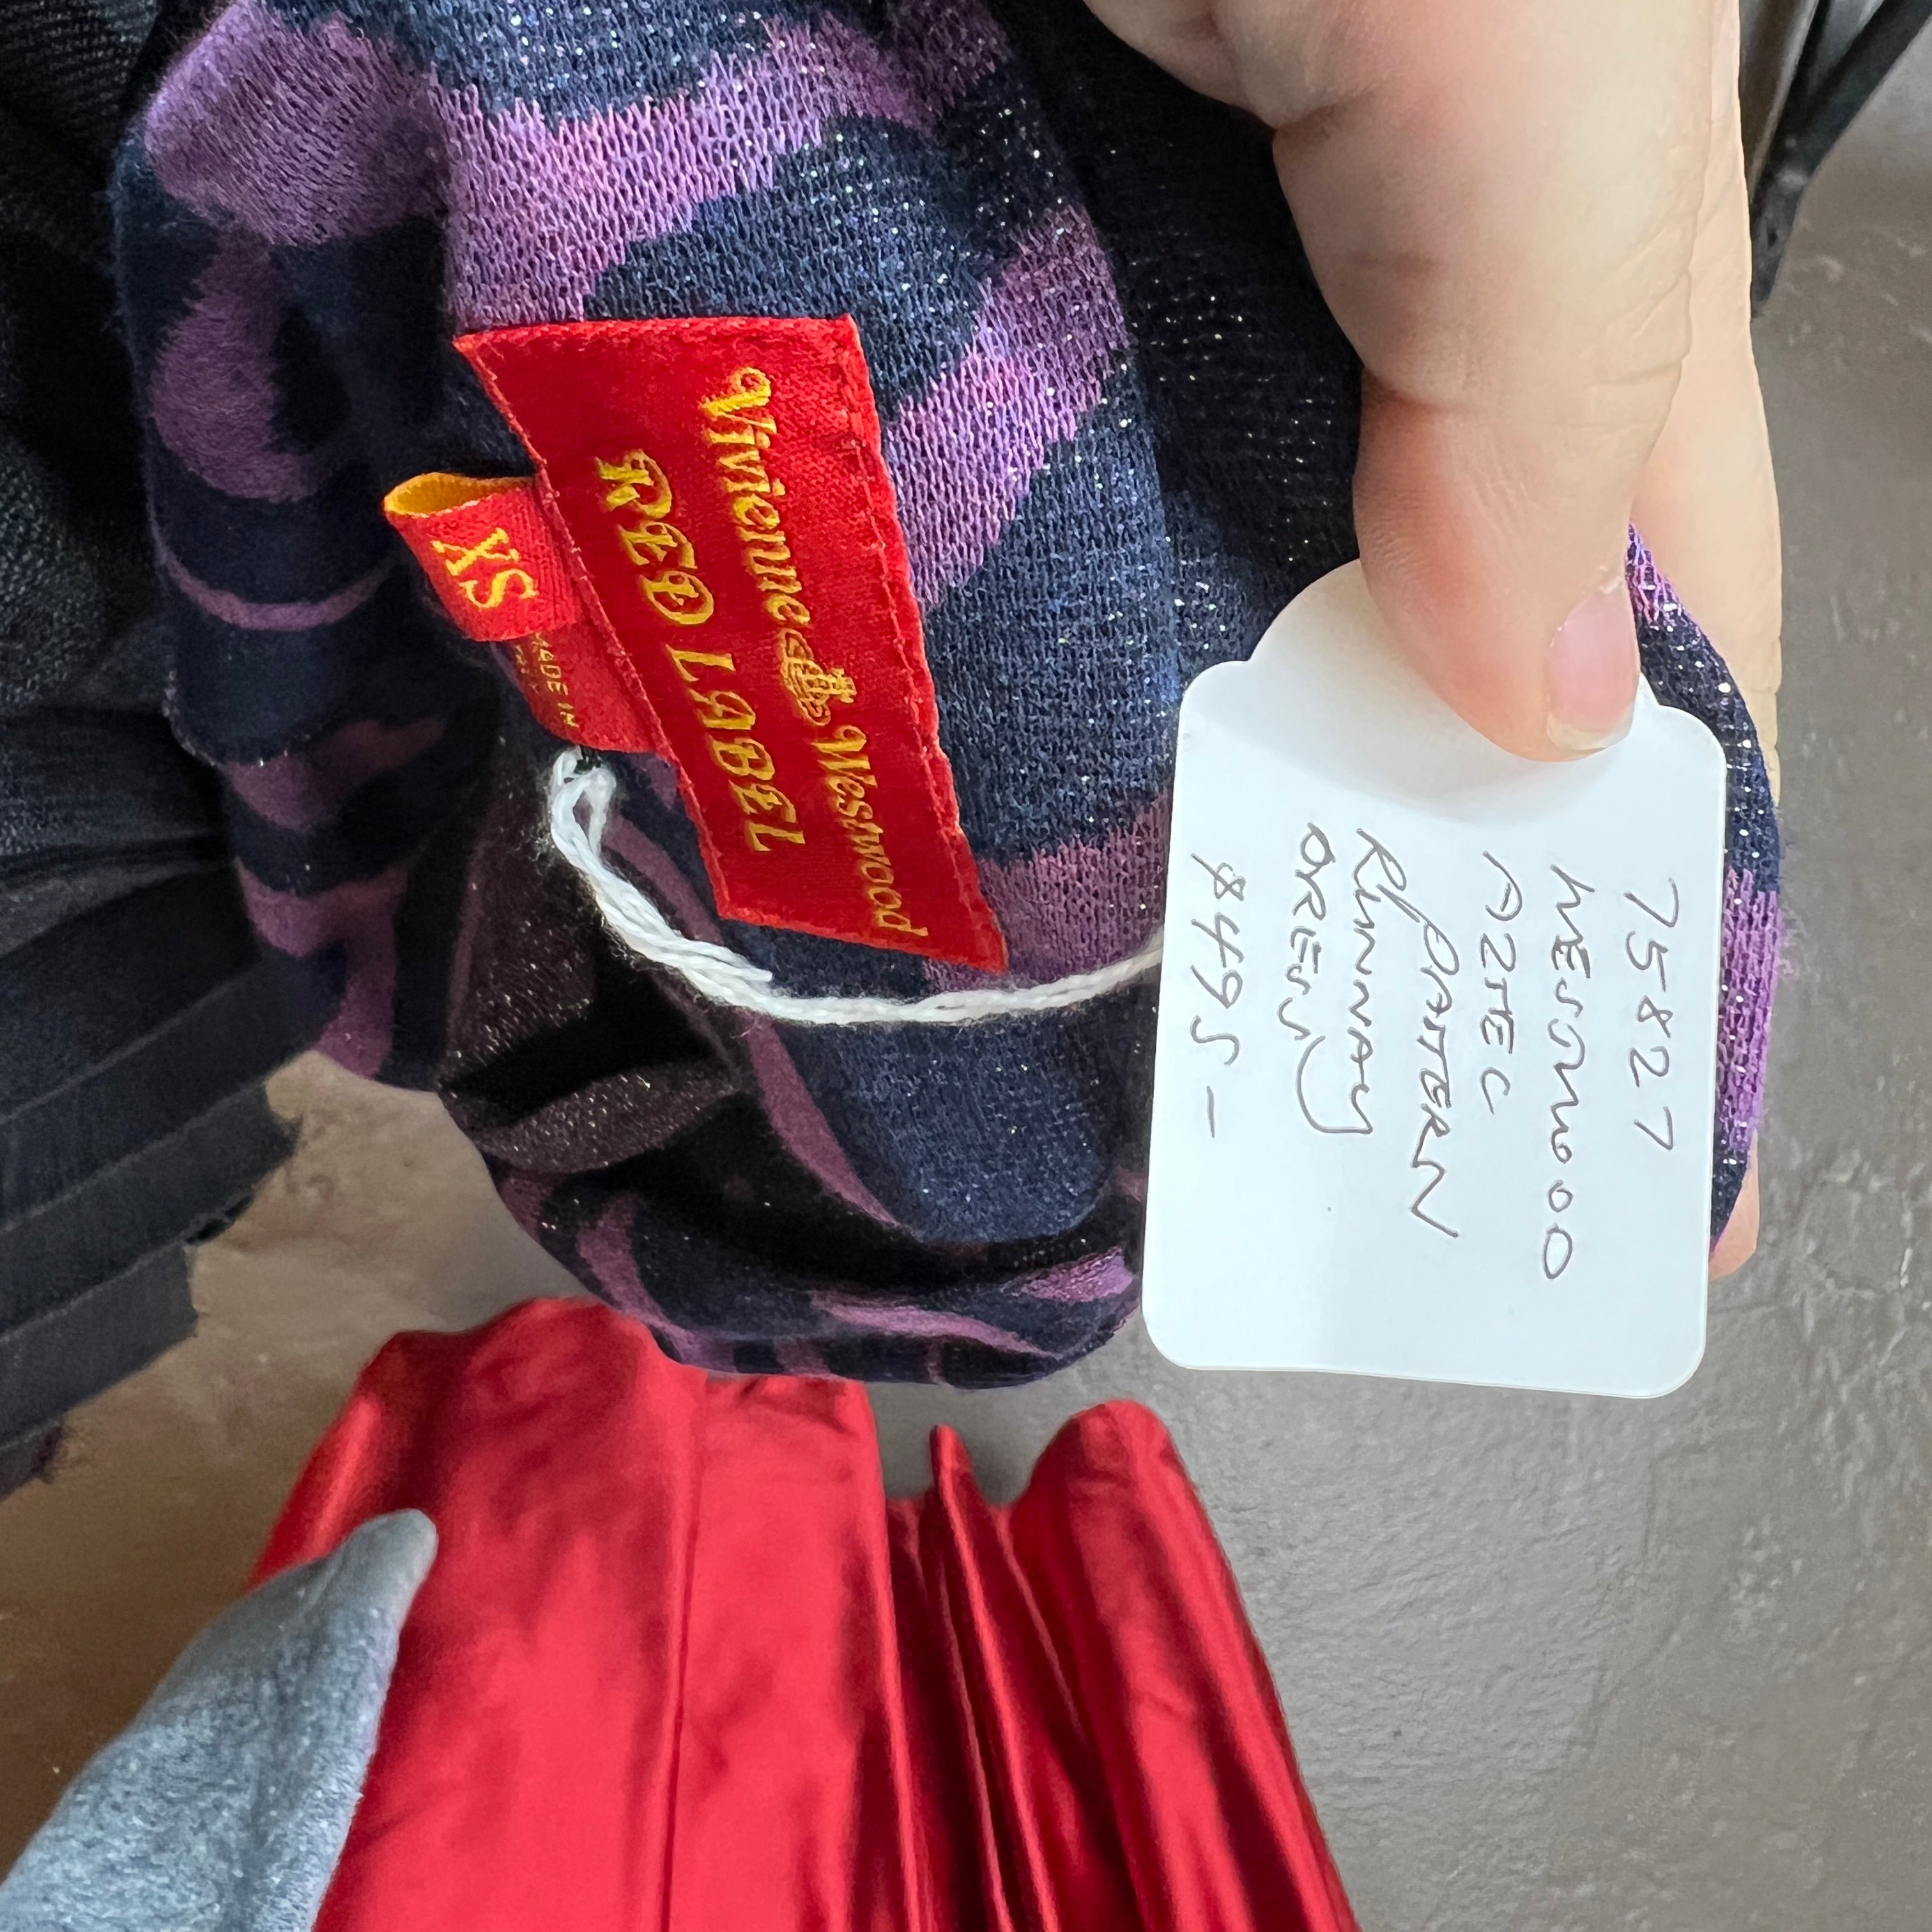 Vivienne Westwood
RED LABEL
XS
MADE IN
75827
WESTWOOD
AZTEC
PATTERN
RUNWAY
DRESS
$495-